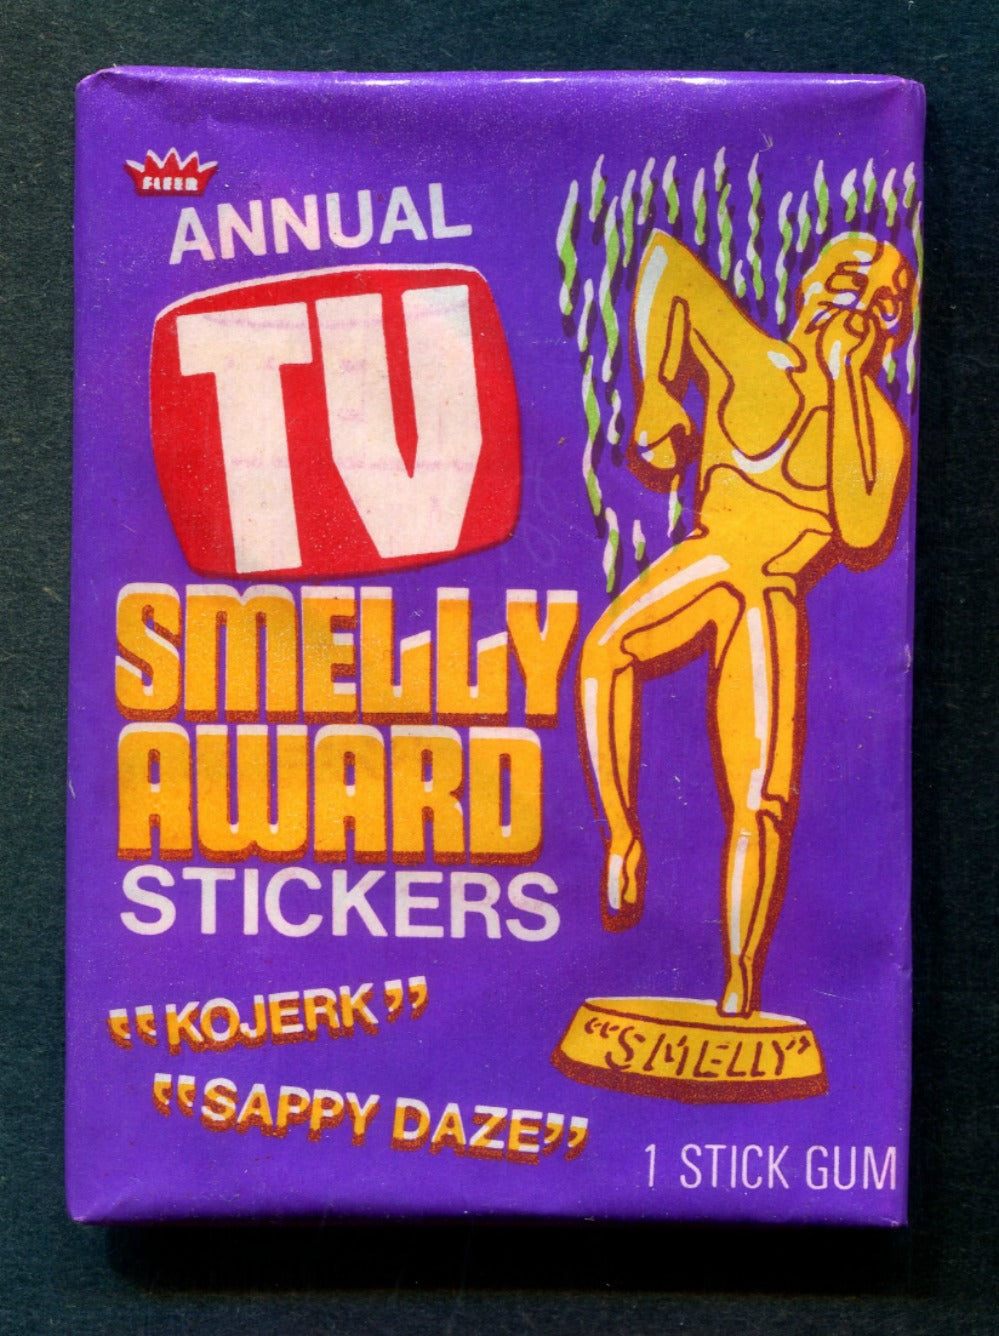 FLEER
ANNUAL
TV
SMELLY
AWARD
STICKERS
"KOJERK"
"SAPPY DAZE"
"SMELLY"
1 STICK GUM